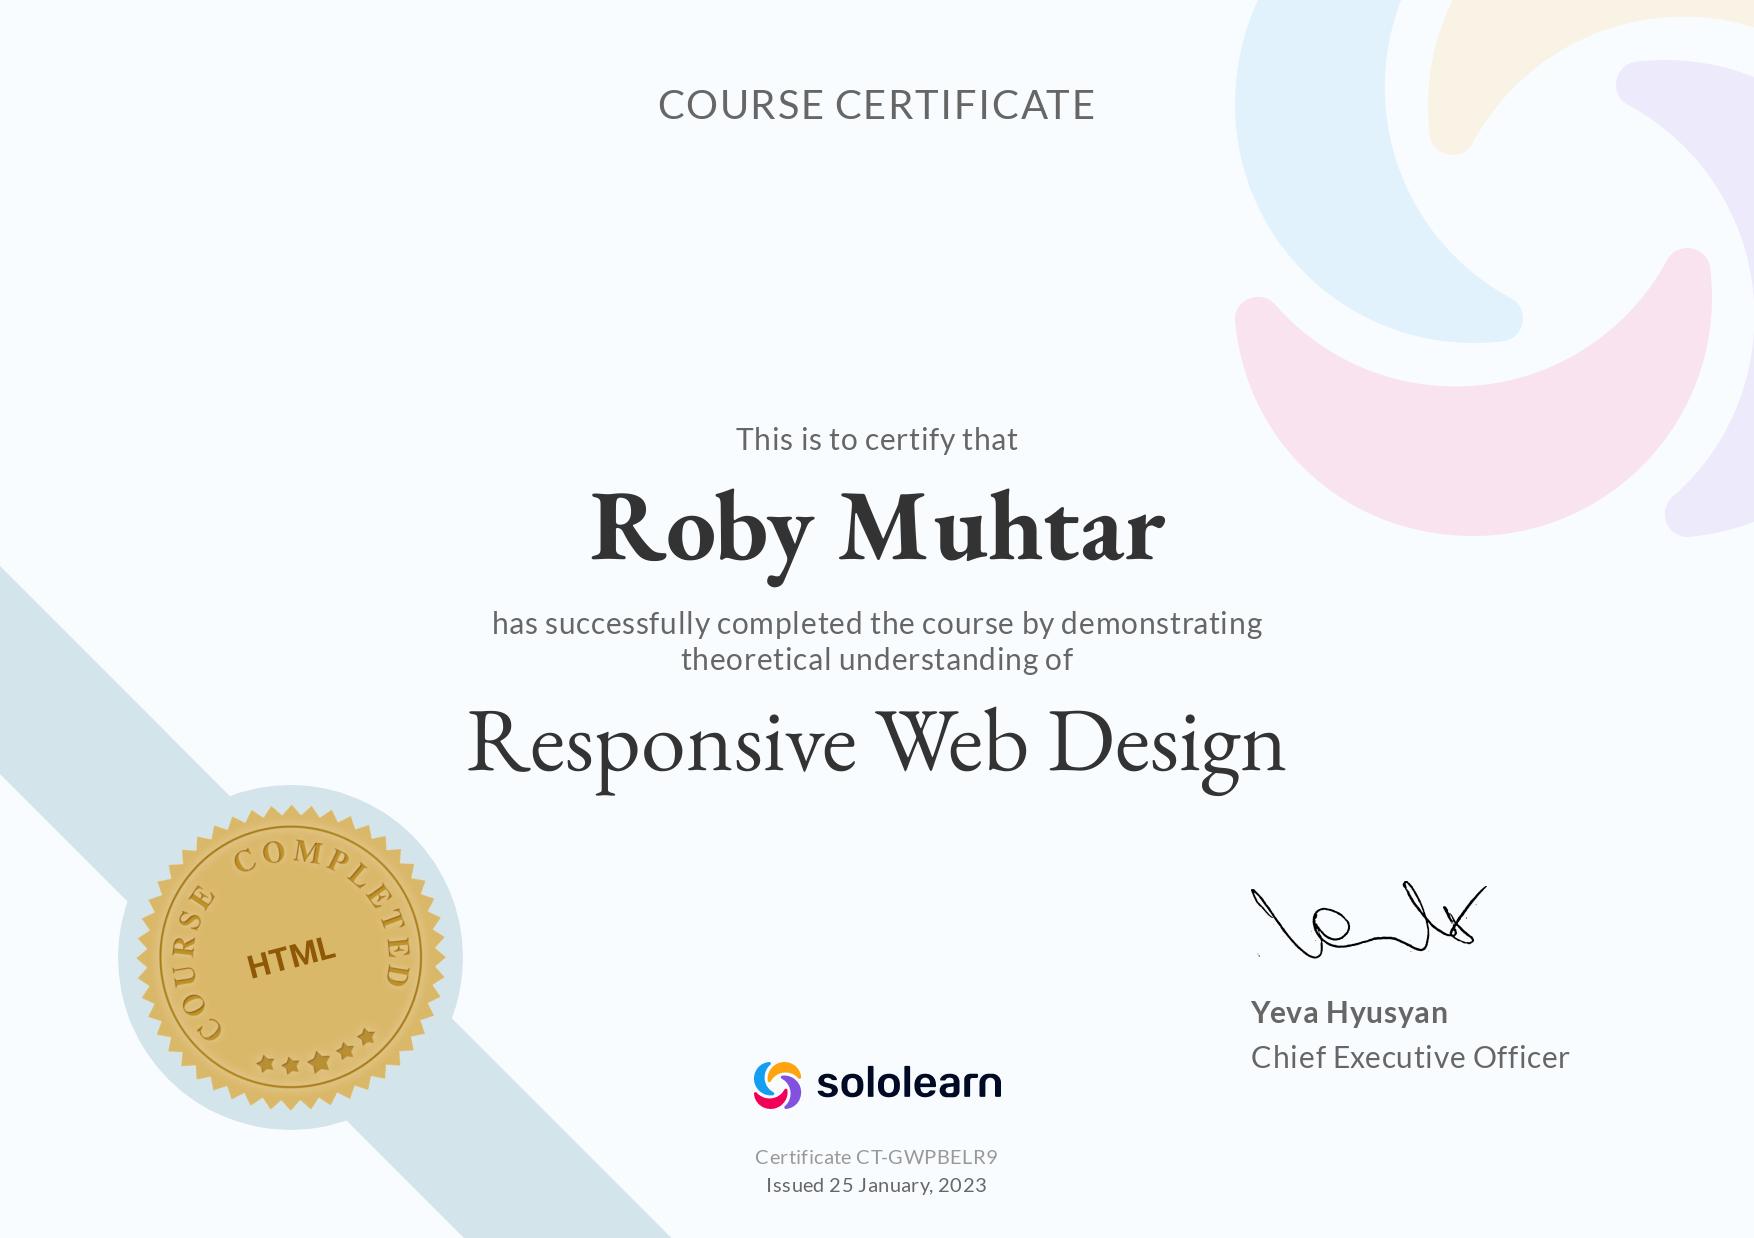 COURSE CERTIFICATE
This is to certify that
Roby Muhtar
has successfully completed the course by demonstrating
theoretical understanding of
Responsive Web Design
COURSE COMPLETED
HTML
Yeva Hyusyan
Chief Executive Officer
sololearn
Certificate CT-GWPBELR9
Issued 25 January, 2023